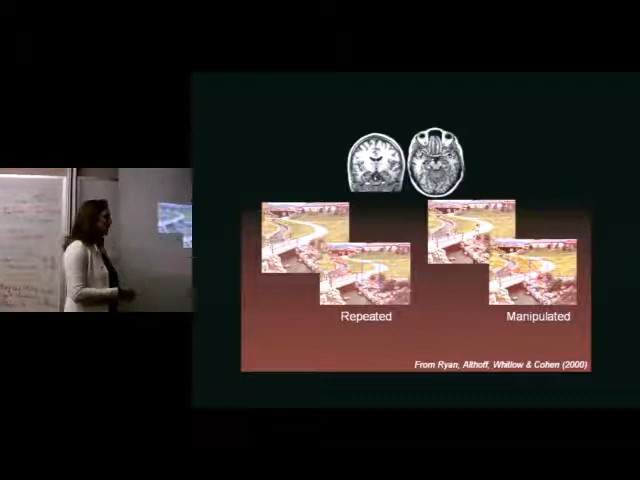 Repeated
Manipulated
From Ryan, Althoff, Whitlow & Cohen (2000)